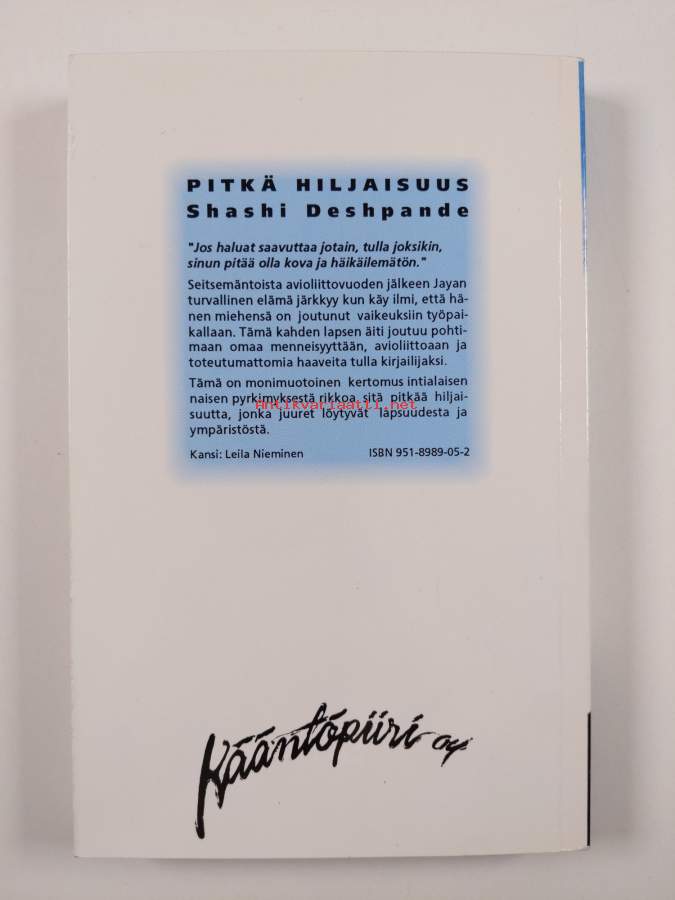 PITKÄ HILJAISUUS
Shashi Deshpande
"Jos haluat saavuttaa jotain, tulla joksikin,
sinun pitää olla kova ja häikäilemätön."
Seitsemäntoista avioliittovuoden jälkeen Jayan
turvallinen elämä järkkyy kun käy ilmi, että hä-
nen miehensä on joutunut vaikeuksiin työpai-
kallaan. Tämä kahden lapsen äiti joutuu pohti-
maan omaa menneisyyttään, avioliittoaan ja
toteutumattomia haaveita tulla kirjailijaksi.
Tämä on monimuotoinen kertomus intialaisen
naisen pyrkimyksestä rikkoa sitä pitkää hiljai-
Antikvariaatti.net
suutta, jonka juuret löytyvät lapsuudesta ja
ympäristöstä.
Kansi: Leila Nieminen ISBN 951-8989-05-2
Kääntöpiiri oy